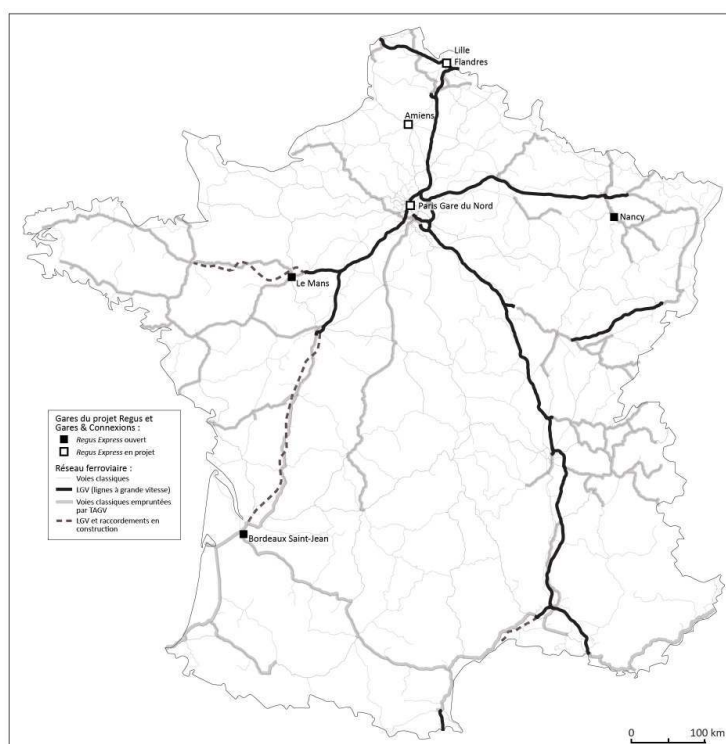 Lille
Flandres
Amiens
Paris Gare du Nord
Nancy
Le Mans
Gares du projet Regus et
Gares & Connexions :
Regus Express ouvert
Regus Express en projet
Réseau ferroviaire :
Voies classiques
LGV (lignes à grande vitesse)
Voies classiques empruntées
par TAGV
LGV et raccordements en
construction
Bordeaux Saint-Jean
0 100 km